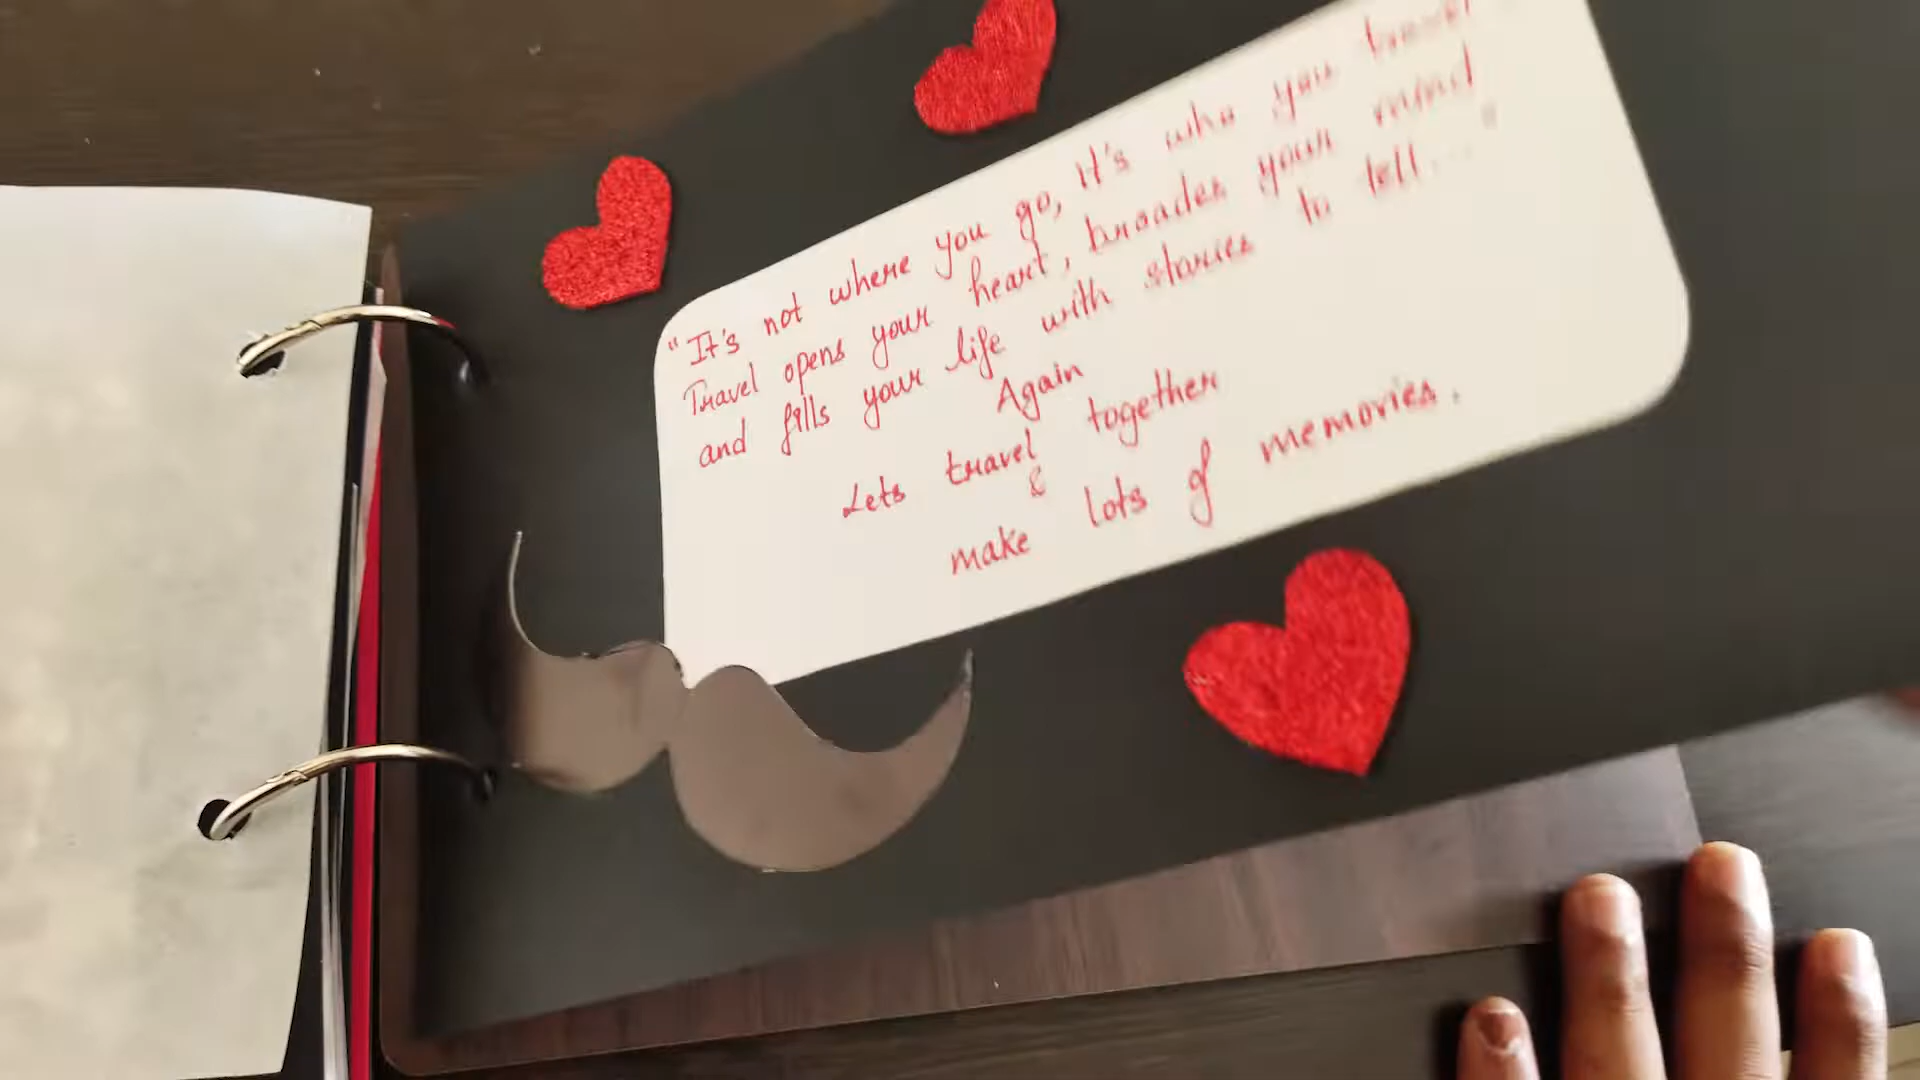 "It's not where you go, it's who you travel
Travel opens your heart, broades your mind
and fills your life with stories to tell...."
Again
Lets travel together
&
make lots of memories.